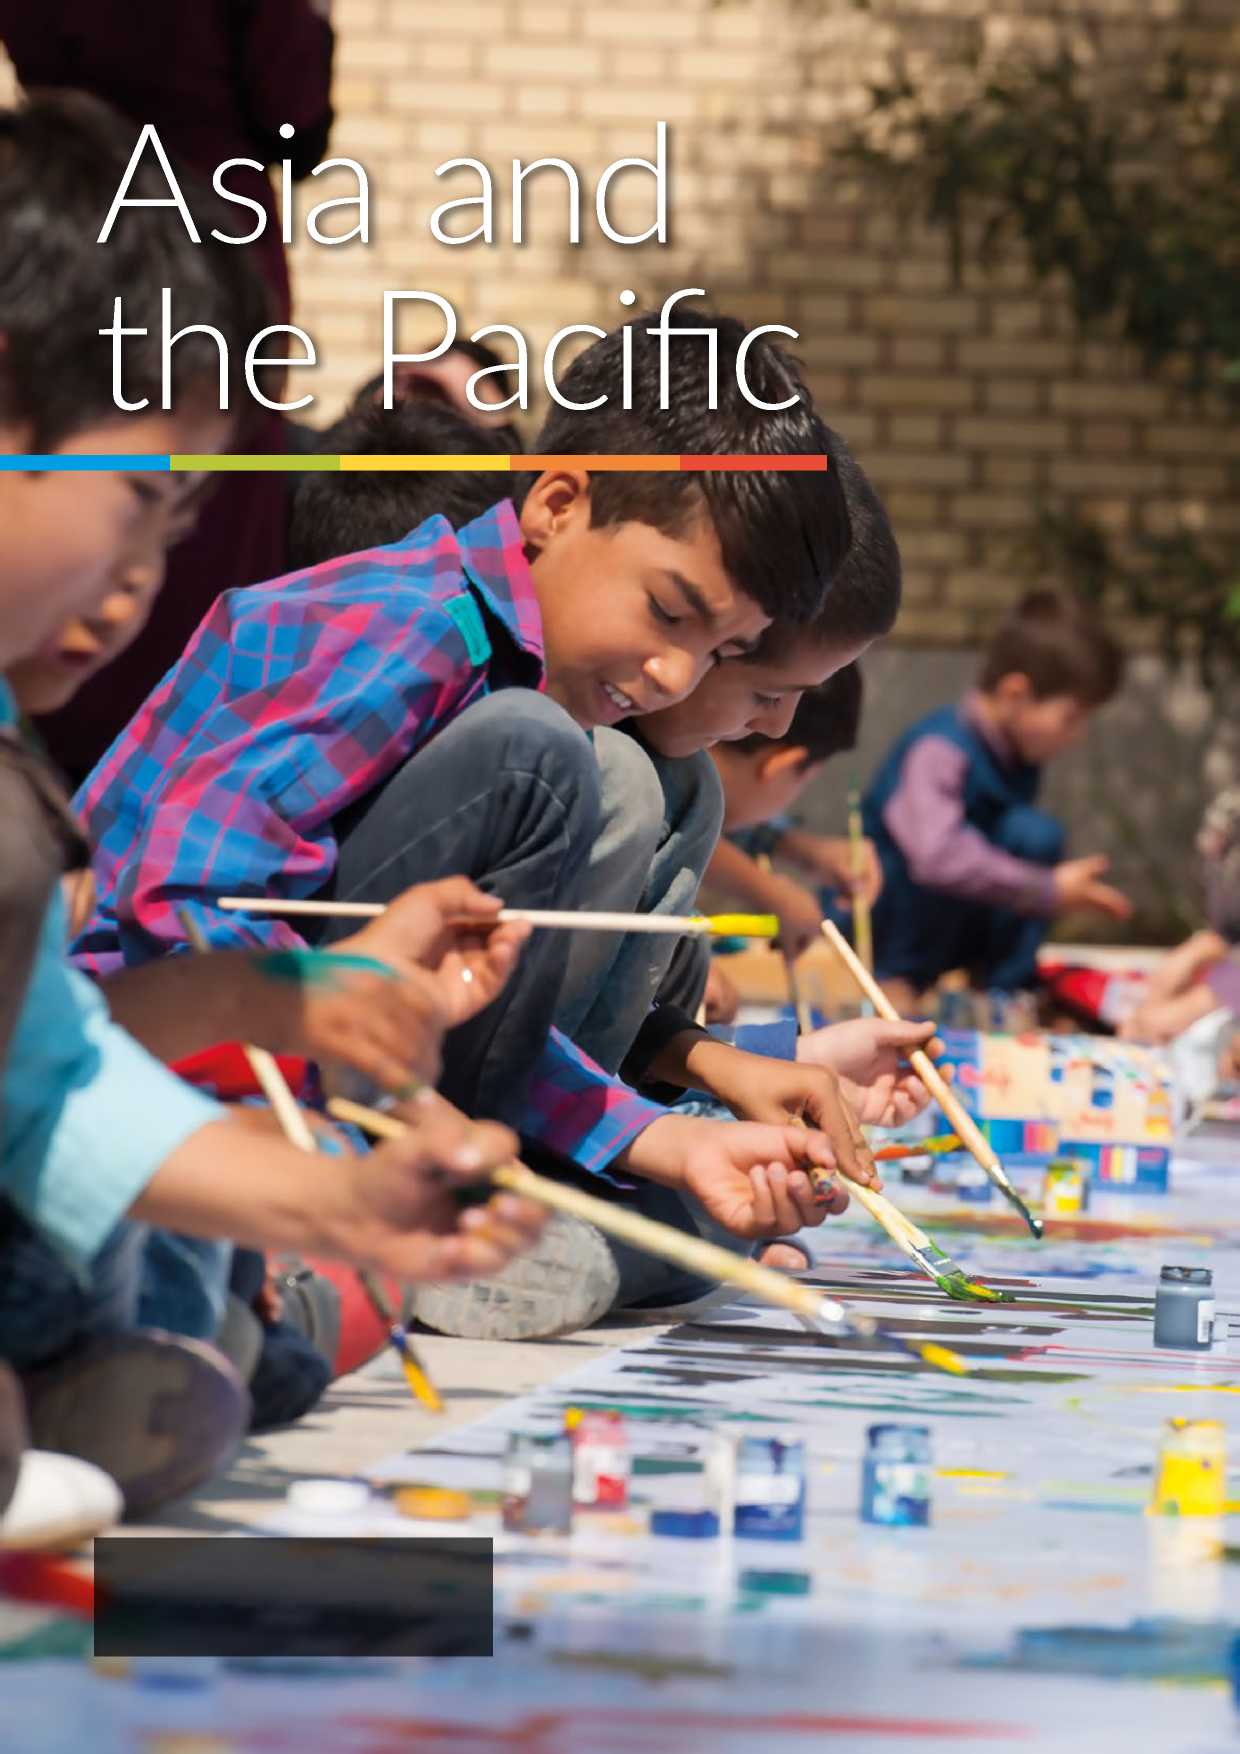 Asia and
the Pacific